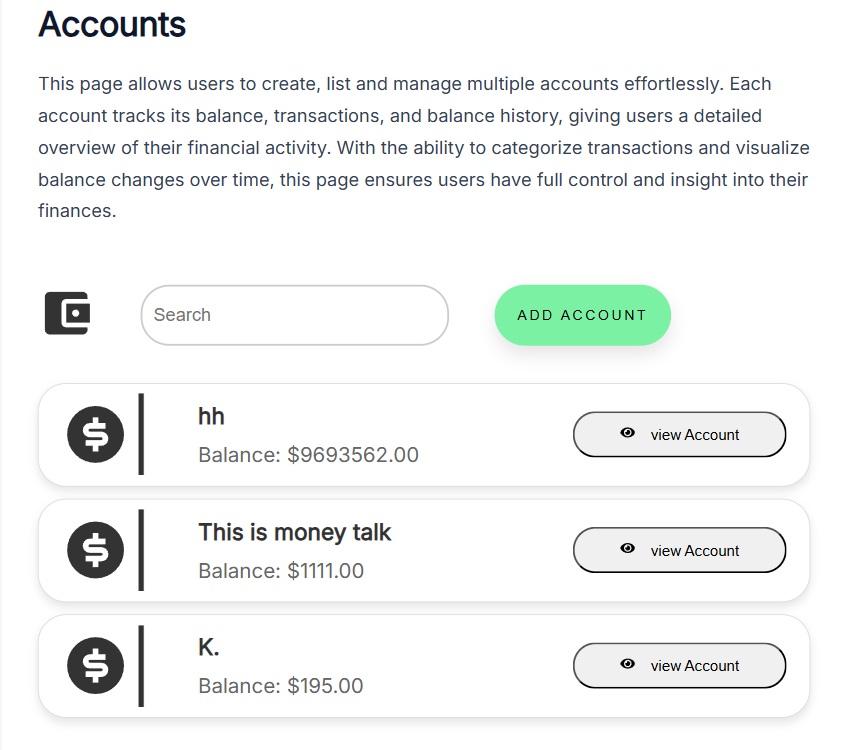 Accounts
This page allows users to create, list and manage multiple accounts effortlessly. Each
account tracks its balance, transactions, and balance history, giving users a detailed
overview of their financial activity. With the ability to categorize transactions and visualize
balance changes over time, this page ensures users have full control and insight into their
finances.
Search
ADD ACCOUNT
hh
Balance: $9693562.00
view Account
This is money talk
Balance: $1111.00
view Account
K.
Balance: $195.00
view Account